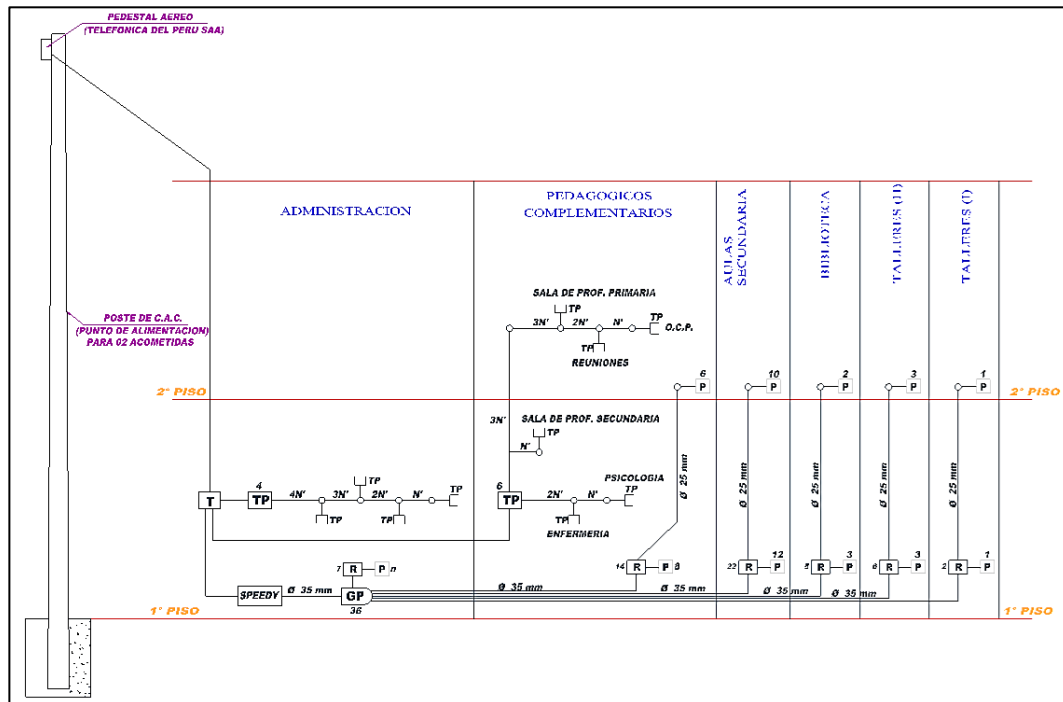 PEDESTAL AEREO
(TELEFONICA DEL PERU SAA)
POSTE DE C.A.C.
(PUNTO DE ALIMENTACION)
PARA 02 ACOMETIDAS
ADMINISTRACION
PEDAGOGICOS
COMPLEMENTARIOS
AULAS
SECUNDARIA
BIBLIOTECA
TALLERES (II)
TALLERES (I)
SALA DE PROF. PRIMARIA
TP
3N'
2N'
N'
TP
O.C.P.
TP
REUNIONES
6
P
10
P
2
P
3
P
1
P
2° PISO
2° PISO
3N'
SALA DE PROF. SECUNDARIA
TP
N'
Ø 25 mm
Ø 25 mm
Ø 25 mm
Ø 25 mm
Ø 25 mm
T
4
TP
4N'
3N'
2N'
N'
TP
TP
TP
TP
6
TP
2N'
N'
PSICOLOGIA
TP
TP
ENFERMERIA
7
R
P
14
R
P
8
22
R
12
P
5
R
3
P
6
R
3
P
2
R
1
P
SPEEDY
Ø 35 mm
GP
36
Ø 35 mm
Ø 35 mm
Ø 35 mm
Ø 35 mm
1° PISO
1° PISO